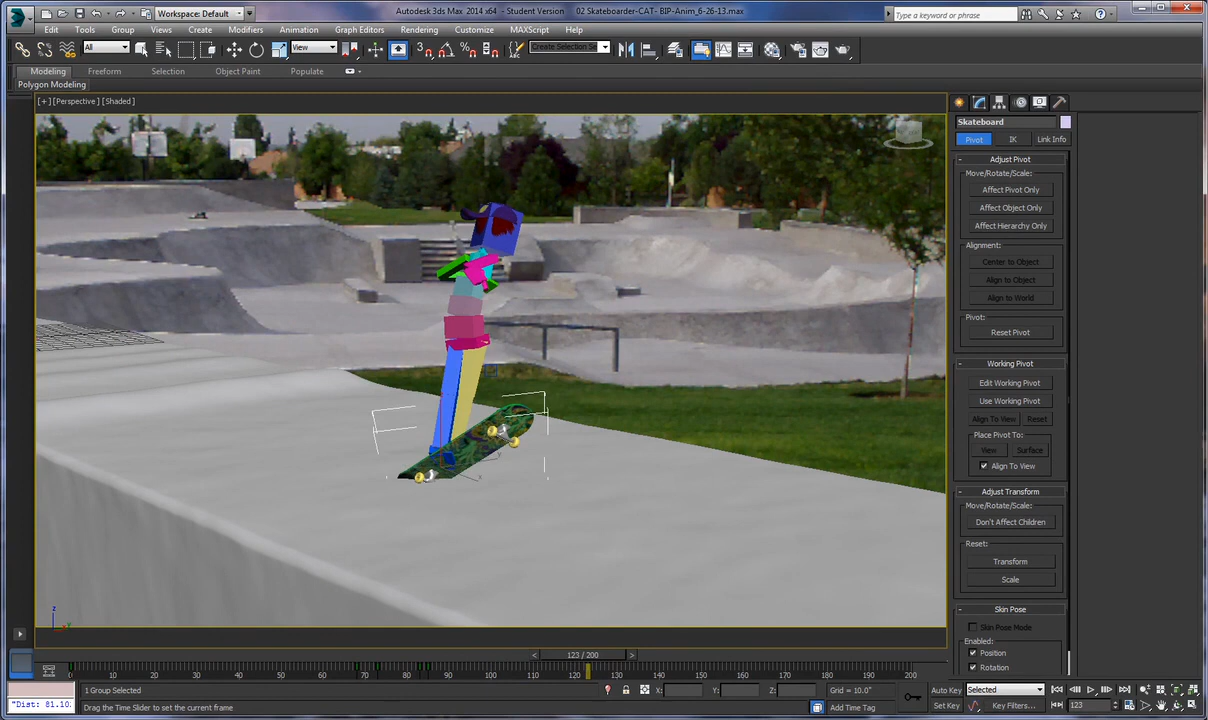 Workspace: Default
Autodesk 3ds Max 2014 x64 - Student Version 02 Skateboarder-CAT- BIP-Anim_6-26-13.max
Type a keyword or phrase
Edit Tools Group Views Create Modifiers Animation Graph Editors Rendering Customize MAXScript Help
All
View
Create Selection Se
Modeling Freeform Selection Object Paint Populate
Polygon Modeling
[+] [Perspective] [Shaded]
Skateboard
Pivot IK Link Info
- Adjust Pivot
Move/Rotate/Scale:
Affect Pivot Only
Affect Object Only
Affect Hierarchy Only
Alignment:
Center to Object
Align to Object
Align to World
Pivot:
Reset Pivot
- Working Pivot
Edit Working Pivot
Use Working Pivot
Align To View Reset
Place Pivot To:
View Surface
Align To View
- Adjust Transform
Move/Rotate/Scale:
Don't Affect Children
Reset:
Transform
Scale
- Skin Pose
Skin Pose Mode
Enabled:
Position
Rotation
z
< 123 / 200 >
0 10 20 30 40 50 60 70 80 90 100 110 120 130 140 150 160 170 180 190 200
1 Group Selected
X: Y: Z: Grid = 10.0"
Auto Key Selected
"Dist: 81.10
Drag the Time Slider to set the current frame
Add Time Tag
Set Key Key Filters...
123